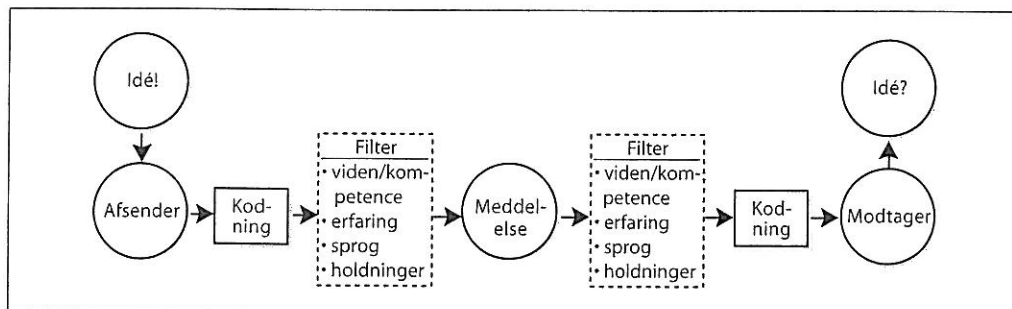 Idé!
Afsender
Kod-
ning
Filter
• viden/kom-
petence
• erfaring
• sprog
• holdninger
Meddel-
else
Filter
• viden/kom-
petence
• erfaring
• sprog
• holdninger
Kod-
ning
Modtager
Idé?